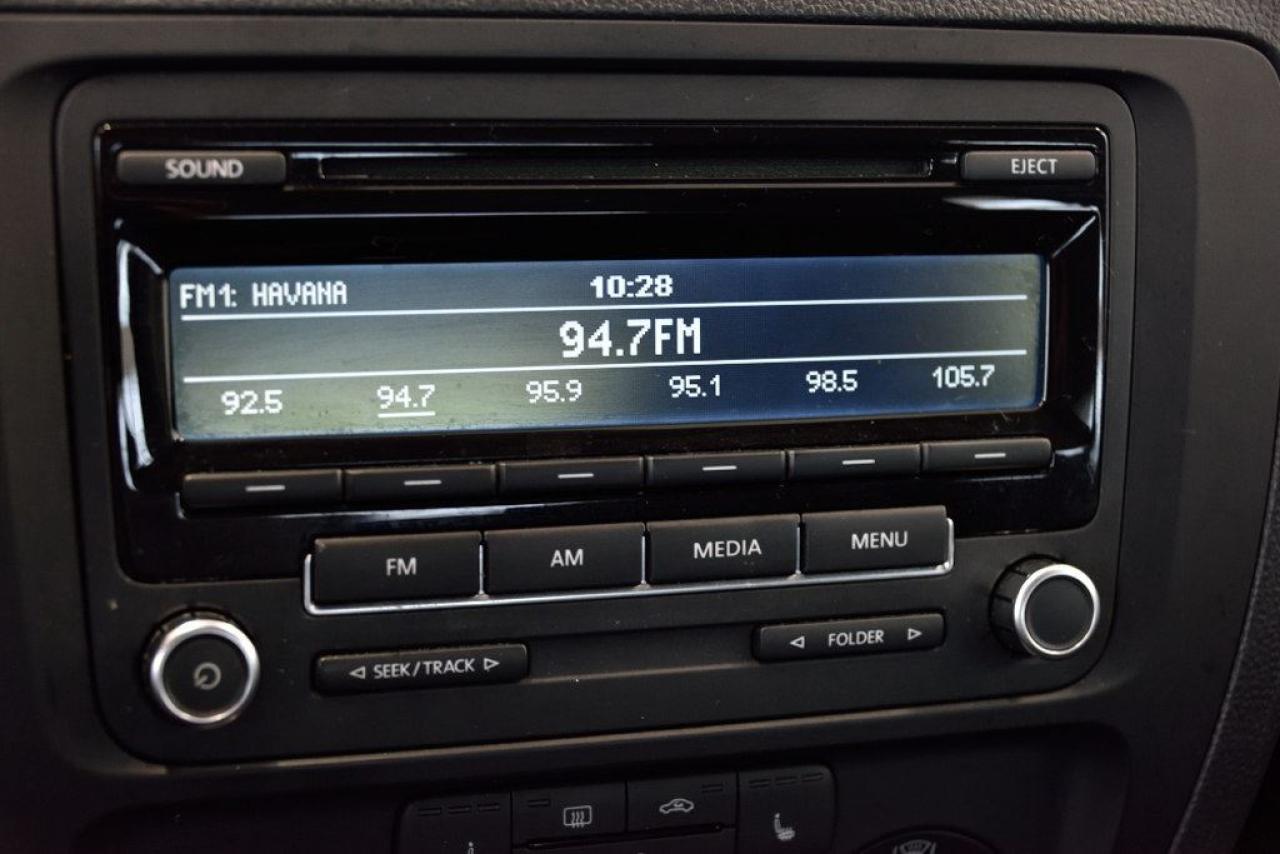 SOUND EJECT
FM1: HAVANA 10:28
94.7FM
92.5 94.7 95.9 95.1 98.5 105.7
FM AM MEDIA MENU
SEEK/TRACK FOLDER